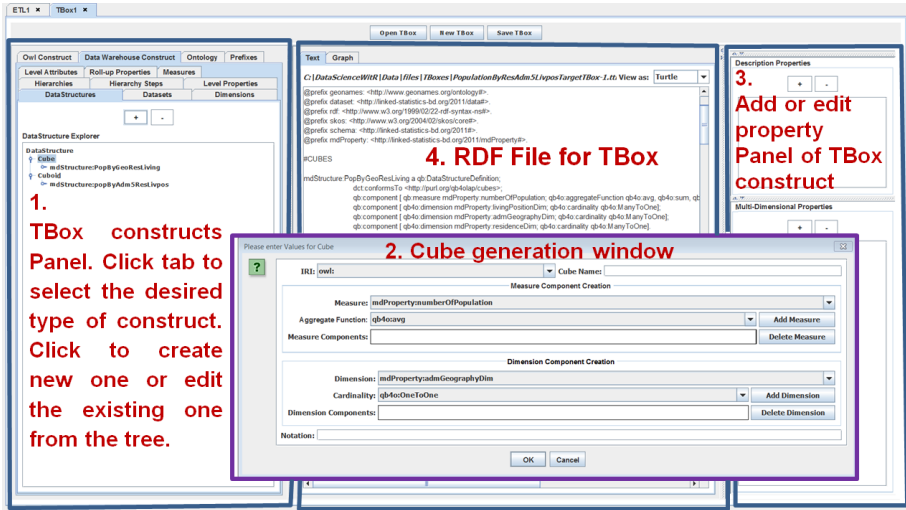 ETL1 × TBox1 ×
Open TBox New TBox Save TBox
Owl Construct Data Warehouse Construct Ontology Prefixes
Level Attributes Roll-up Properties Measures
Hierarchies Hierarchy Steps Level Properties
DataStructures Datasets Dimensions
+ -
DataStructure Explorer
DataStructure
Cube
mdStructure:PopByGeoResLiving
Cuboid
mdStructure:popByAdm5ResLivpos
1.
TBox constructs
Panel. Click tab to
select the desired
type of construct.
Click to create
new one or edit
the existing one
from the tree.
Text Graph
C:\DataScienceWitR\Data\files\TBoxes\PopulationByResAdm5LivposTargetTBox-1.tt. View as: Turtle
@prefix geonames: <http://www.geonames.org/ontology#>.
@prefix dataset: <http://linked-statistics-bd.org/2011/data#>.
@prefix rdf: <http://www.w3.org/1999/02/22-rdf-syntax-ns#>.
@prefix skos: <http://www.w3.org/2004/02/skos/core#>.
@prefix schema: <http://linked-statistics-bd.org/2011#>.
@prefix mdProperty: <http://linked-statistics-bd.org/2011/mdProperty#>.
#CUBES
4. RDF File for TBox
mdStructure:PopByGeoResLiving a qb:DataStructureDefinition;
dct:conformsTo <http://purl.org/qb4olap/cubes>;
qb:component [ qb:measure mdProperty:numberOfPopulation; qb4o:aggregateFunction qb4o:avg, qb4o:sum, qb
qb:component [ qb4o:dimension mdProperty:livingPositionDim; qb4o:cardinality qb4o:ManyToOne];
qb:component [ qb4o:dimension mdProperty:admGeographyDim; qb4o:cardinality qb4o:ManyToOne];
qb:component [ qb4o:dimension mdProperty:residenceDim; qb4o:cardinality qb4o:ManyToOne].
Description Properties
+ -
3.
Add or edit
property
Panel of TBox
construct
Multi-Dimensional Properties
+ -
Please enter Values for Cube
2. Cube generation window
?
IRI: owl: Cube Name:
Measure Component Creation
Measure: mdProperty:numberOfPopulation
Aggregate Function: qb4o:avg Add Measure
Measure Components: Delete Measure
Dimension Component Creation
Dimension: mdProperty:admGeographyDim
Cardinality: qb4o:OneToOne Add Dimension
Dimension Components: Delete Dimension
Notation:
OK Cancel